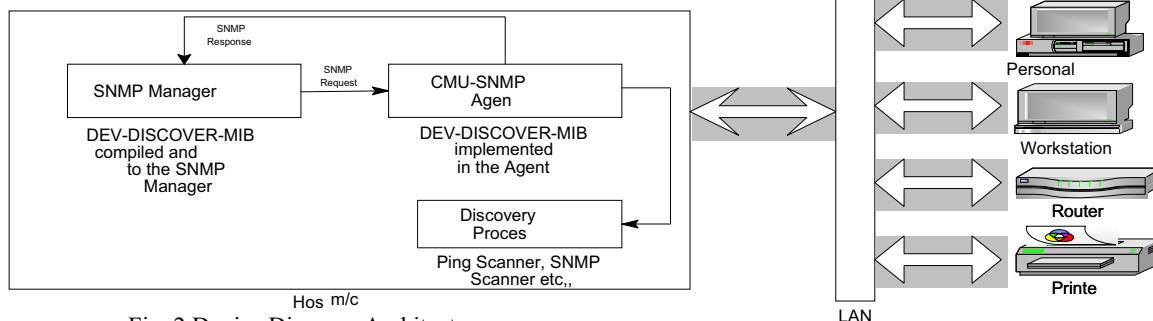 SNMP
Response
SNMP Manager
SNMP
Request
CMU-SNMP
Agen
DEV-DISCOVER-MIB
compiled and
to the SNMP
Manager
DEV-DISCOVER-MIB
implemented
in the Agent
Discovery
Proces
Ping Scanner, SNMP
Scanner etc,,
Hos m/c
LAN
Personal
Workstation
Router
Printe